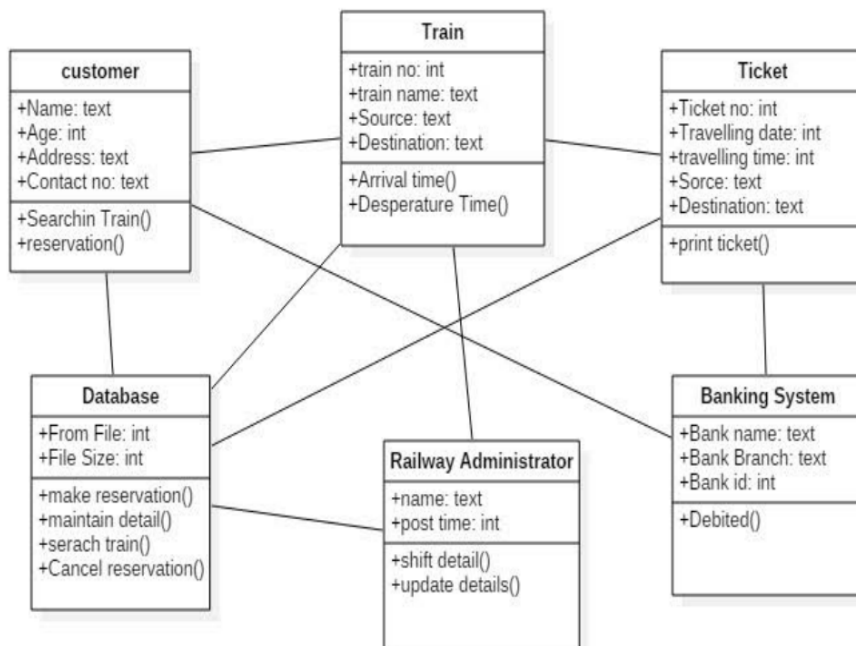 customer
+Name: text
+Age: int
+Address: text
+Contact no: text
+Searchin Train()
+reservation()
Train
+train no: int
+train name: text
+Source: text
+Destination: text
+Arrival time()
+Desperature Time()
Ticket
+Ticket no: int
+Travelling date: int
+travelling time: int
+Sorce: text
+Destination: text
+print ticket()
Database
+From File: int
+File Size: int
+make reservation()
+maintain detail()
+serach train()
+Cancel reservation()
Railway Administrator
+name: text
+post time: int
+shift detail()
+update details()
Banking System
+Bank name: text
+Bank Branch: text
+Bank id: int
+Debited()